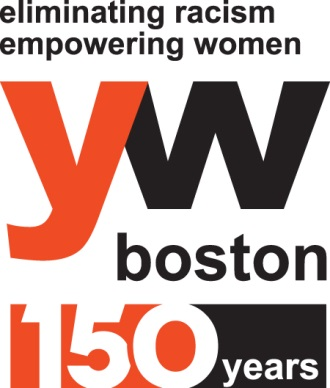 eliminating racism
empowering women
yw
boston
150 years